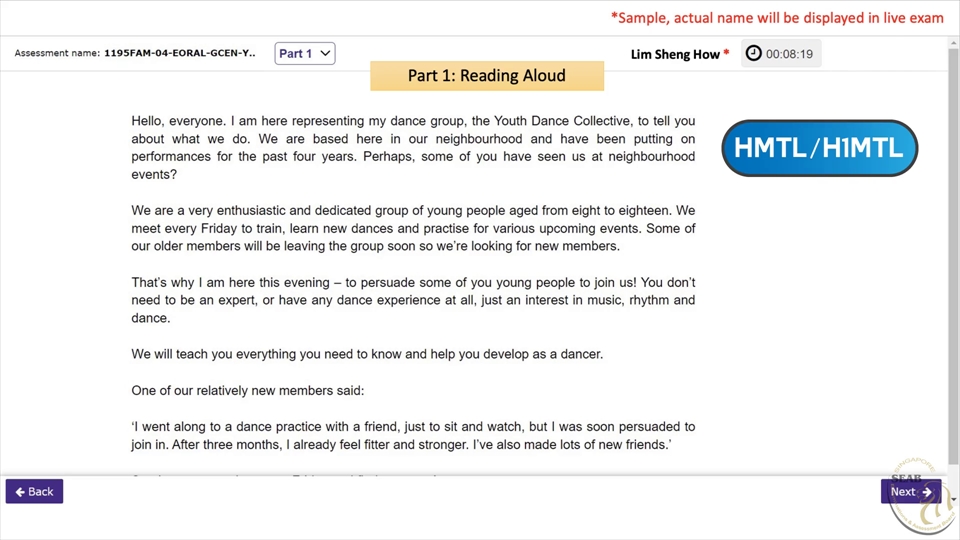 *Sample, actual name will be displayed in live exam
Assessment name: 1195FAM-04-EORAL-GCEN-Y..
Part 1
Lim Sheng How *
00:08:19
Part 1: Reading Aloud
Hello, everyone. I am here representing my dance group, the Youth Dance Collective, to tell you
about what we do. We are based here in our neighbourhood and have been putting on
performances for the past four years. Perhaps, some of you have seen us at neighbourhood
events?
HMTL/H1MTL
We are a very enthusiastic and dedicated group of young people aged from eight to eighteen. We
meet every Friday to train, learn new dances and practise for various upcoming events. Some of
our older members will be leaving the group soon so we're looking for new members.
That's why I am here this evening – to persuade some of you young people to join us! You don't
need to be an expert, or have any dance experience at all, just an interest in music, rhythm and
dance.
We will teach you everything you need to know and help you develop as a dancer.
One of our relatively new members said:
‘I went along to a dance practice with a friend, just to sit and watch, but I was soon persuaded to
join in. After three months, I already feel fitter and stronger. I've also made lots of new friends.’
Back
Next
SINGAPORE
SEAB